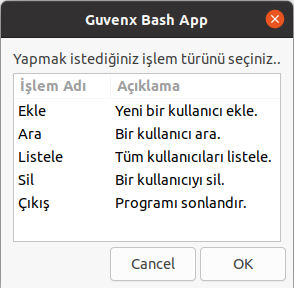 Guvenx Bash App
Yapmak istediğiniz işlem türünü seçiniz..
İşlem Adı Açıklama
Ekle Yeni bir kullanıcı ekle.
Ara Bir kullanıcı ara.
Listele Tüm kullanıcıları listele.
Sil Bir kullanıcıyı sil.
Çıkış Programı sonlandır.
Cancel OK